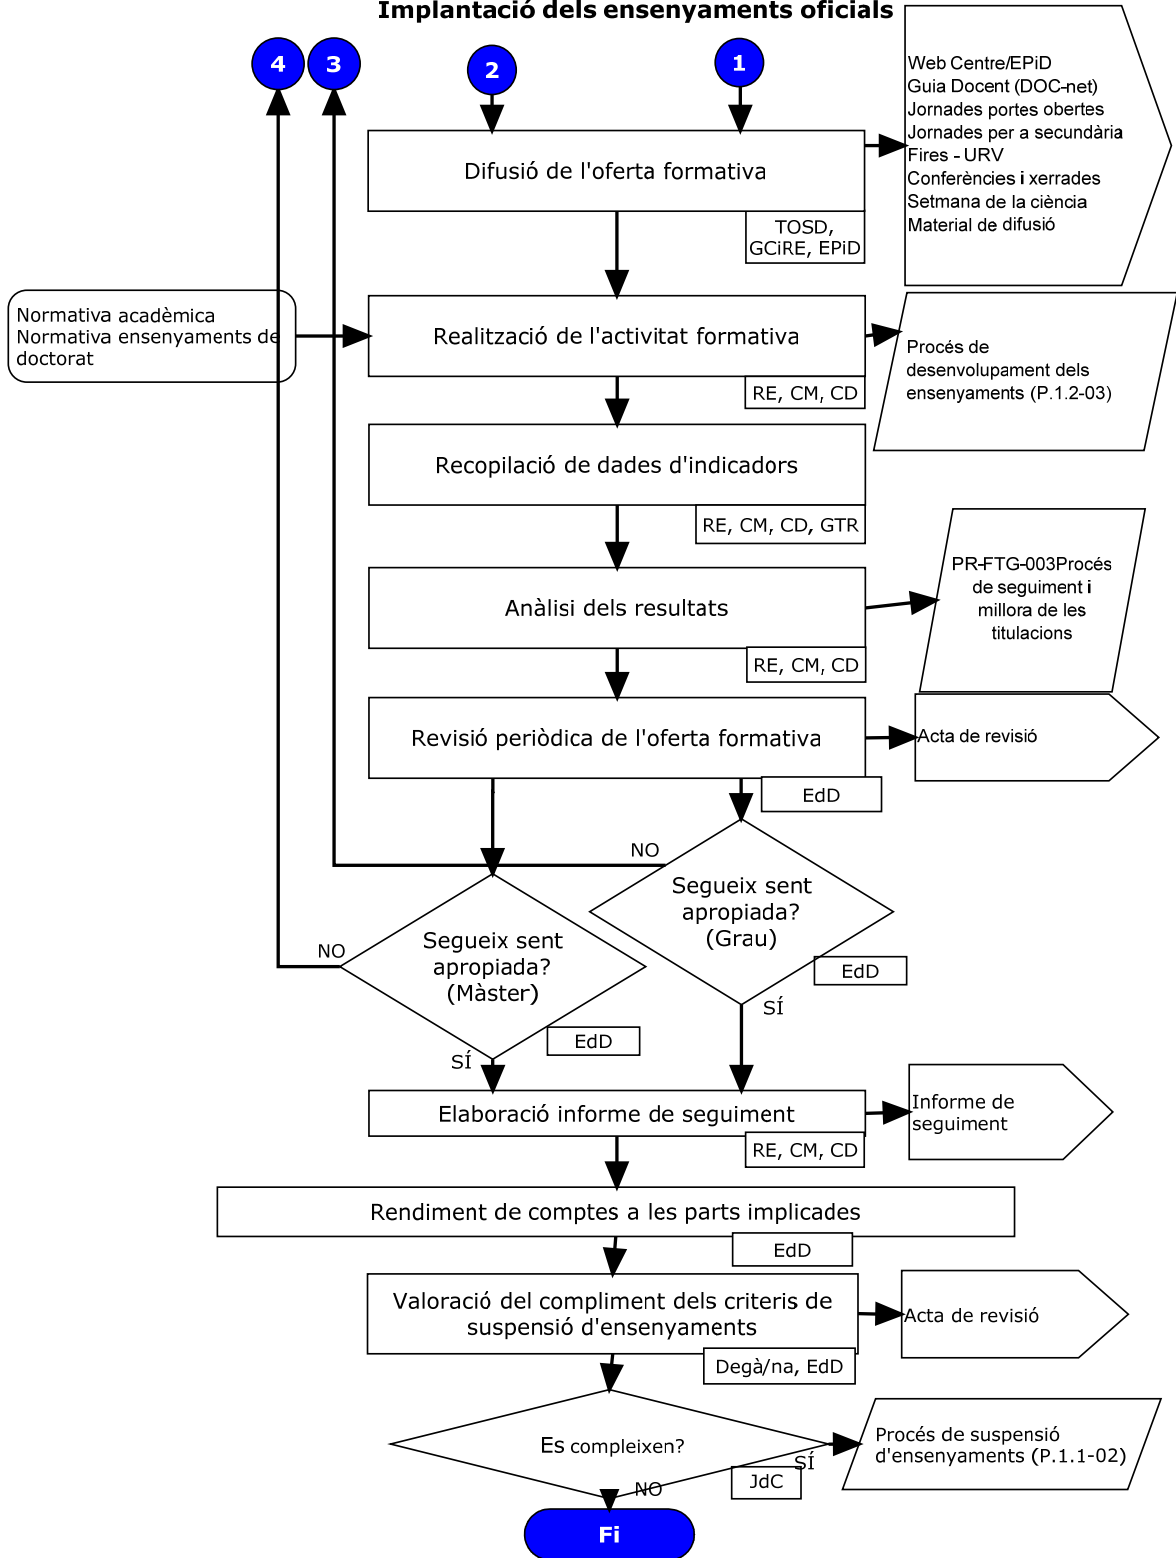 Implantació dels ensenyaments oficials
4
3
2
1
Web Centre/EPiD
Guia Docent (DOC-net)
Jornades portes obertes
Jornades per a secundària
Fires - URV
Conferències i xerrades
Setmana de la ciència
Material de difusió
Difusió de l'oferta formativa
TOSD,
GCiRE, EPiD
Normativa acadèmica
Normativa ensenyaments de
doctorat
Realització de l'activitat formativa
RE, CM, CD
Procés de
desenvolupament dels
ensenyaments (P.1.2-03)
Recopilació de dades d'indicadors
RE, CM, CD, GTR
Anàlisi dels resultats
RE, CM, CD
PR-FTG-003Procés
de seguiment i
millora de les
titulacions
Revisió periòdica de l'oferta formativa
EdD
Acta de revisió
NO
Segueix sent
apropiada?
(Grau)
EdD
SÍ
NO
Segueix sent
apropiada?
(Màster)
EdD
SÍ
Elaboració informe de seguiment
RE, CM, CD
Informe de
seguiment
Rendiment de comptes a les parts implicades
EdD
Valoració del compliment dels criteris de
suspensió d'ensenyaments
Degà/na, EdD
Acta de revisió
Es compleixen?
SÍ
JdC
NO
Procés de suspensió
d'ensenyaments (P.1.1-02)
Fi